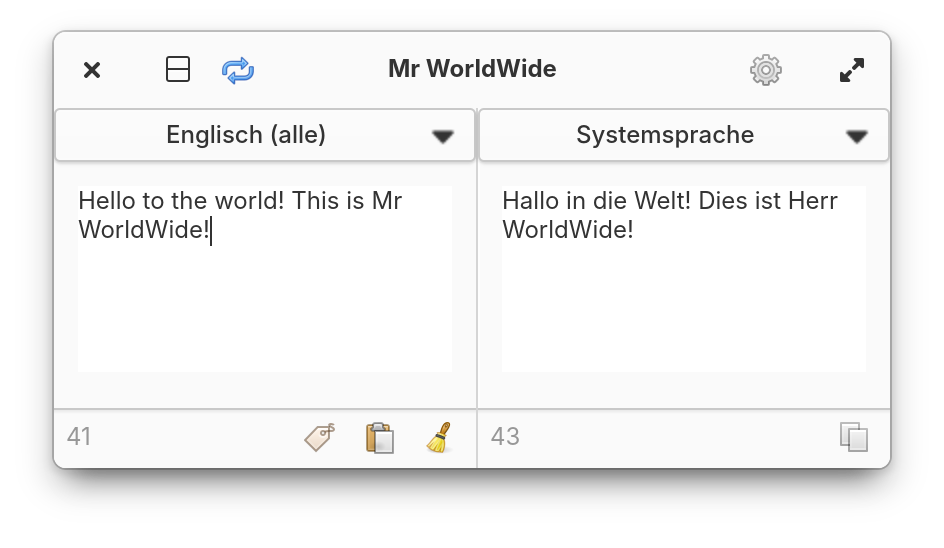 Mr WorldWide
Englisch (alle)
Systemsprache
Hello to the world! This is Mr
WorldWide!
Hallo in die Welt! Dies ist Herr
WorldWide!
41
43